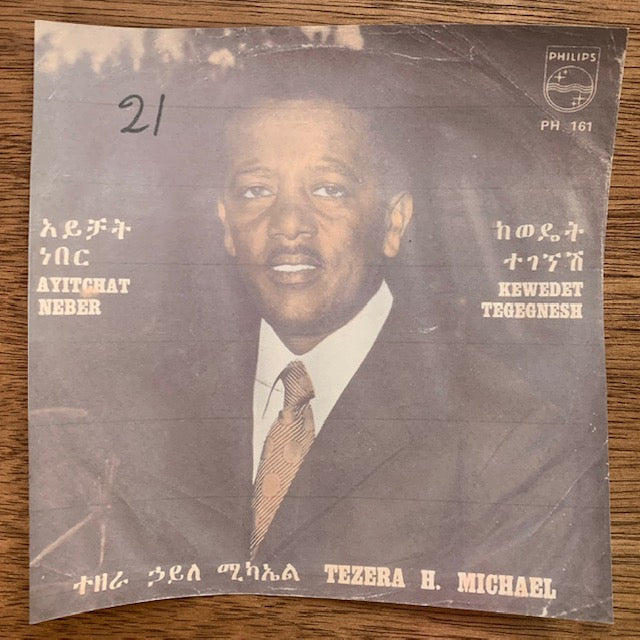 PHILIPS
PH. 161
21
አይቻት
ነበር
AYITCHAT
NEBER
ከወዴት
ተገኘሽ
KEWEDET
TEGEGNESH
ተዘራ ኃይለ ሚካኤል TEZERA H. MICHAEL